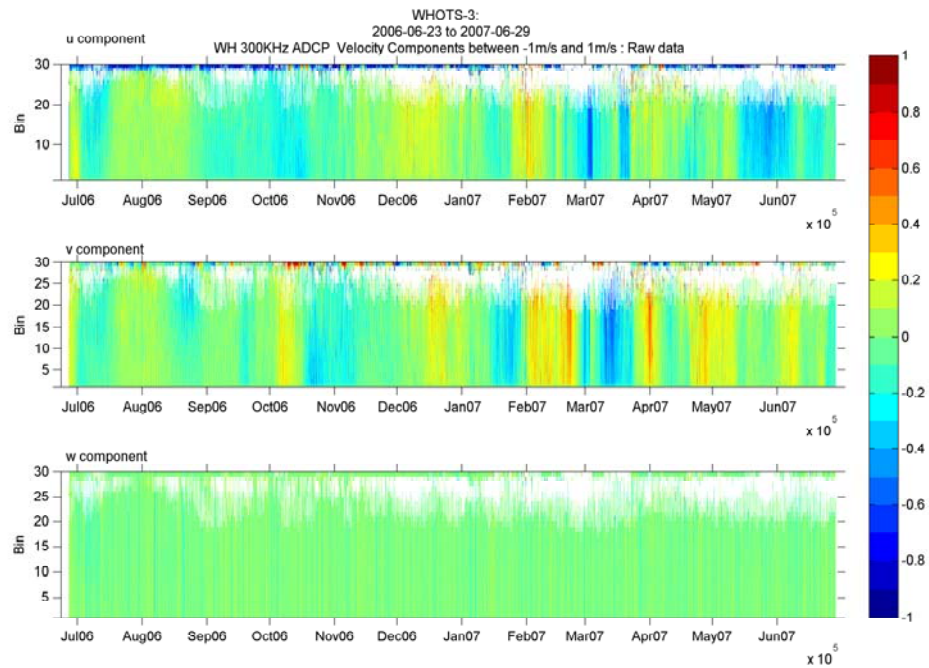 WHOTS-3:
2006-06-23 to 2007-06-29
u component
WH 300KHz ADCP Velocity Components between -1m/s and 1m/s : Raw data
30
20
10
Bin
Jul06 Aug06 Sep06 Oct06 Nov06 Dec06 Jan07 Feb07 Mar07 Apr07 May07 Jun07
x 10^5
v component
30
25
20
15
10
5
Bin
Jul06 Aug06 Sep06 Oct06 Nov06 Dec06 Jan07 Feb07 Mar07 Apr07 May07 Jun07
x 10^5
w component
30
25
20
15
10
5
Bin
Jul06 Aug06 Sep06 Oct06 Nov06 Dec06 Jan07 Feb07 Mar07 Apr07 May07 Jun07
x 10^5
1
0.8
0.6
0.4
0.2
0
-0.2
-0.4
-0.6
-0.8
-1